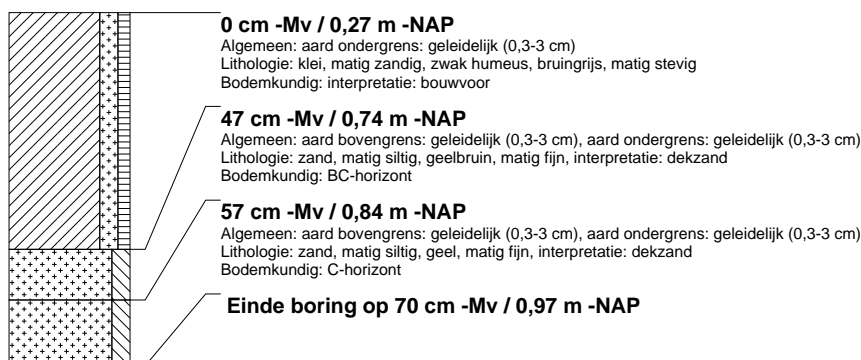 0 cm -Mv / 0,27 m -NAP
Algemeen: aard ondergrens: geleidelijk (0,3-3 cm)
Lithologie: klei, matig zandig, zwak humeus, bruingrijs, matig stevig
Bodemkundig: interpretatie: bouwvoor
47 cm -Mv / 0,74 m -NAP
Algemeen: aard bovengrens: geleidelijk (0,3-3 cm), aard ondergrens: geleidelijk (0,3-3 cm)
Lithologie: zand, matig siltig, geelbruin, matig fijn, interpretatie: dekzand
Bodemkundig: BC-horizont
57 cm -Mv / 0,84 m -NAP
Algemeen: aard bovengrens: geleidelijk (0,3-3 cm), aard ondergrens: geleidelijk (0,3-3 cm)
Lithologie: zand, matig siltig, geel, matig fijn, interpretatie: dekzand
Bodemkundig: C-horizont
Einde boring op 70 cm -Mv / 0,97 m -NAP